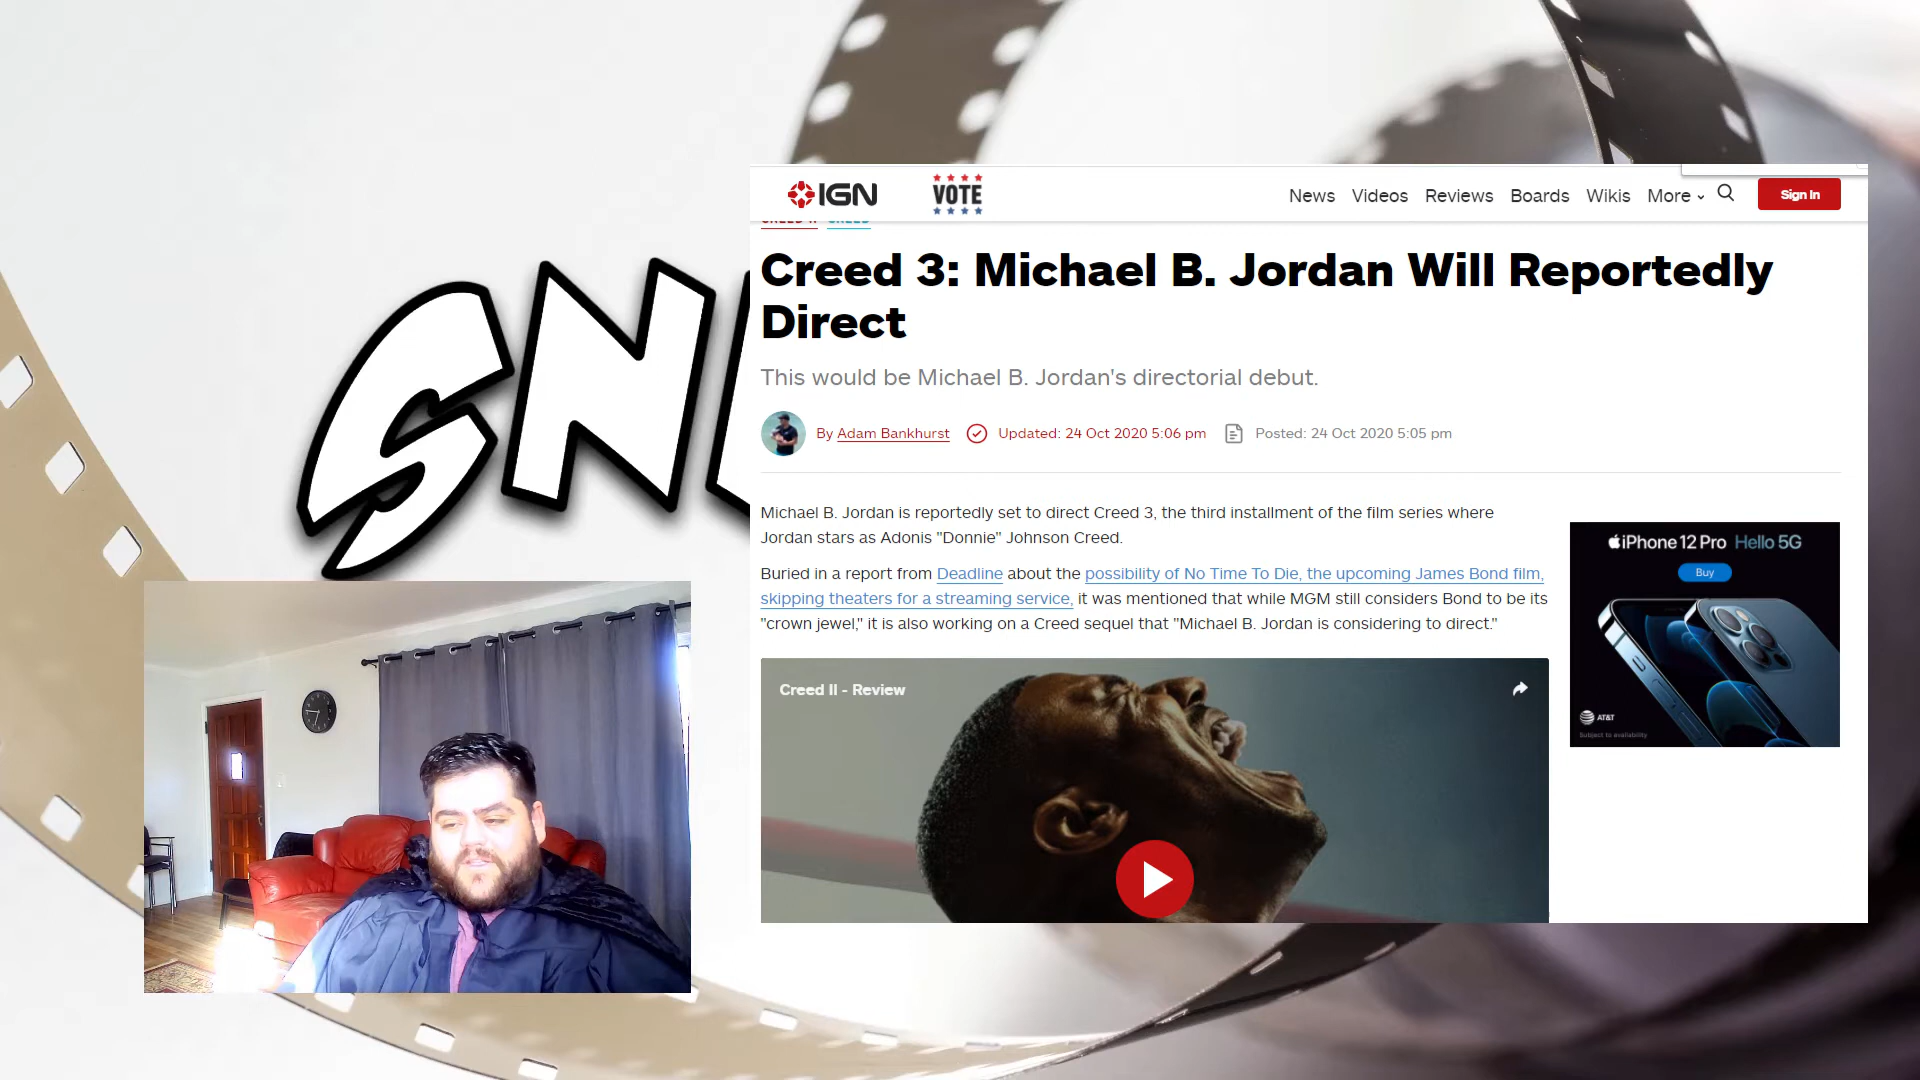 IGN
VOTE
News Videos Reviews Boards Wikis More
Sign In
Creed 3: Michael B. Jordan Will Reportedly
Direct
This would be Michael B. Jordan's directorial debut.
By Adam Bankhurst Updated: 24 Oct 2020 5:06 pm Posted: 24 Oct 2020 5:05 pm
Michael B. Jordan is reportedly set to direct Creed 3, the third installment of the film series where
Jordan stars as Adonis "Donnie" Johnson Creed.
Buried in a report from Deadline about the possibility of No Time To Die, the upcoming James Bond film,
skipping theaters for a streaming service, it was mentioned that while MGM still considers Bond to be its
"crown jewel," it is also working on a Creed sequel that "Michael B. Jordan is considering to direct."
Creed II - Review
iPhone 12 Pro Hello 5G
Buy
AT&T
Subject to availability
SN